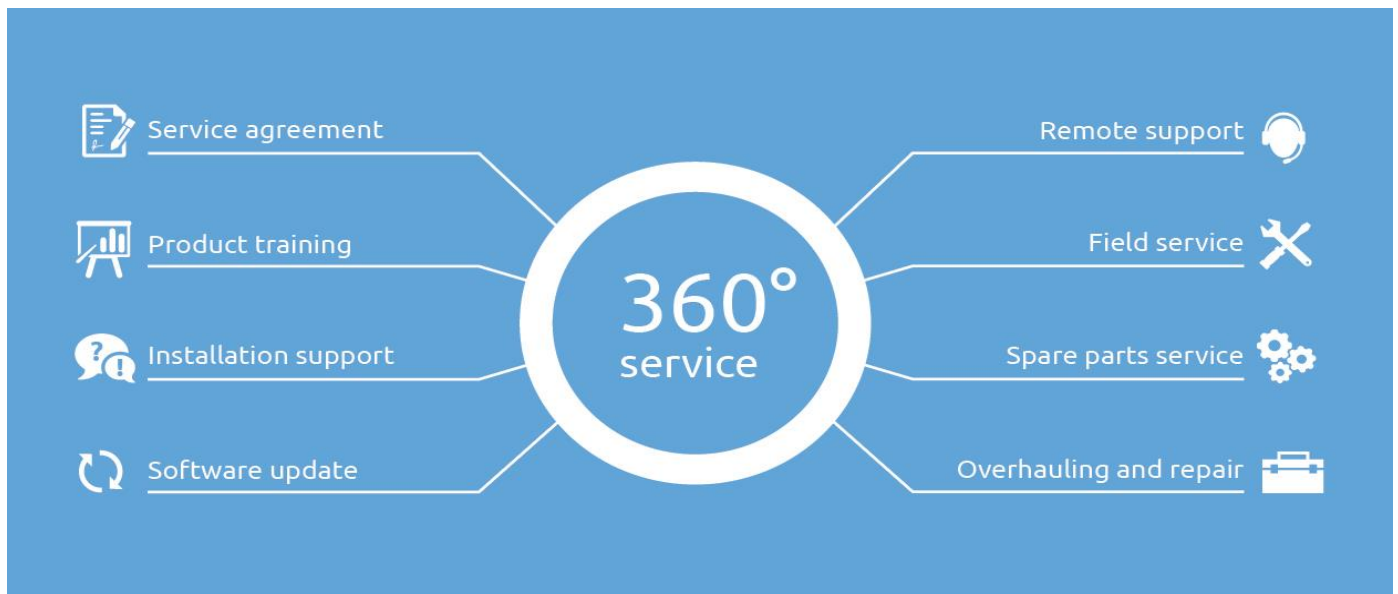 Service agreement
Product training
Installation support
Software update
360°
service
Remote support
Field service
Spare parts service
Overhauling and repair